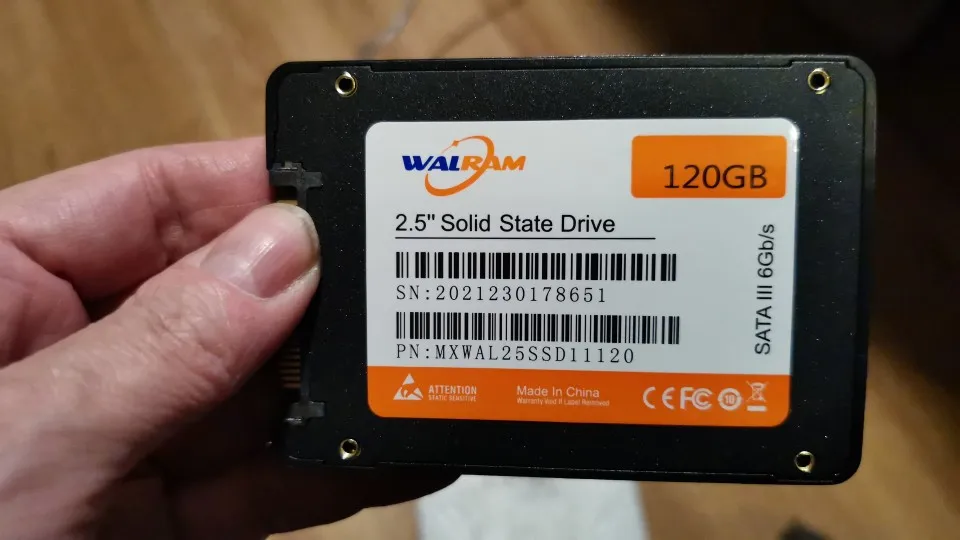 WALRAM
120GB
2.5" Solid State Drive
SN:2021230178651
PN:MXWAL25SSD11120
SATA III 6Gb/s
ATTENTION
STATIC SENSITIVE
Made In China
Warranty Void If Label Removed
CE FC 10